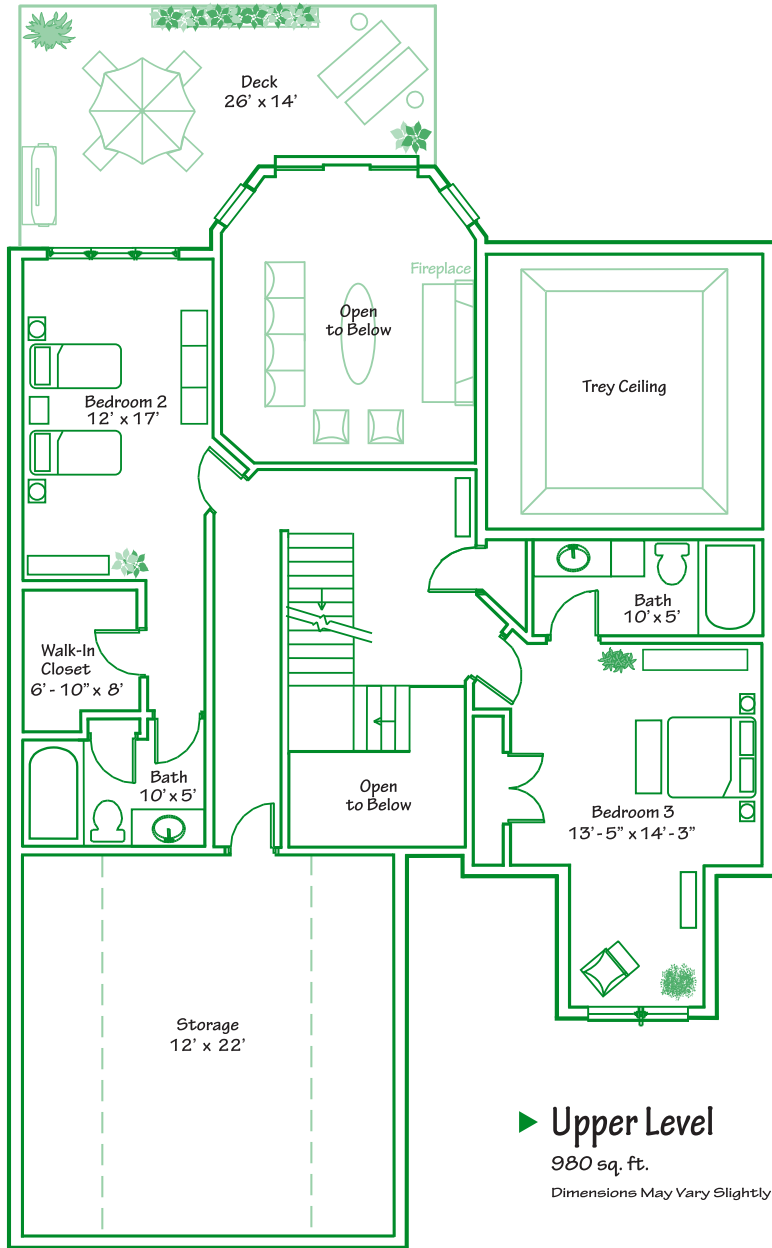 Deck
26' x 14'
Fireplace
Open
to Below
Trey Ceiling
Bedroom 2
12' x 17'
Bath
10' x 5'
Walk-In
Closet
6' - 10" x 8'
Bath
10' x 5'
Open
to Below
Bedroom 3
13' - 5" x 14' - 3"
Storage
12' x 22'
Upper Level
980 sq. ft.
Dimensions May Vary Slightly